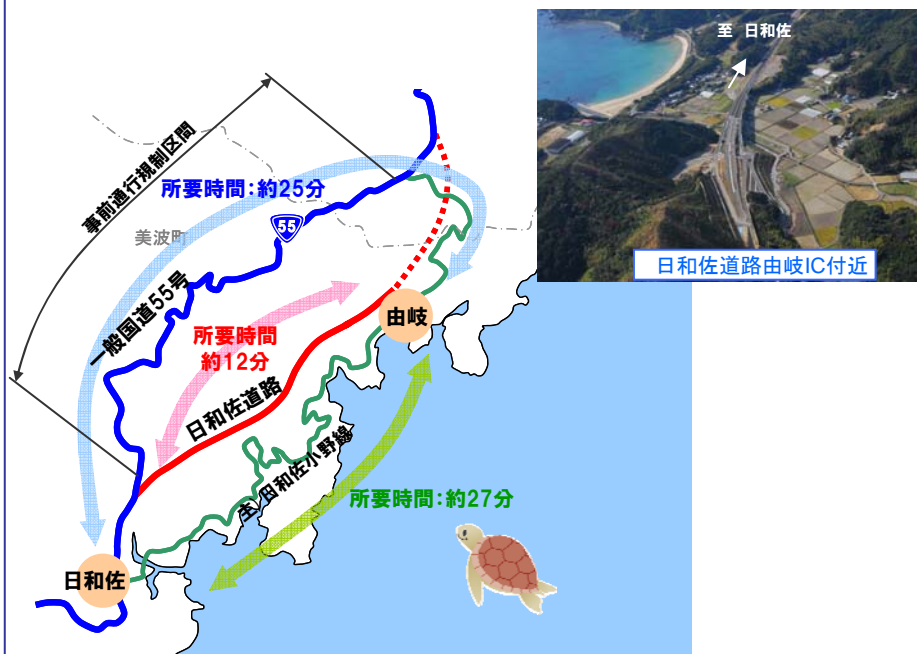 至 日和佐
日和佐道路由岐IC付近
事前通行規制区間
所要時間:約25分
55
美波町
一般国道55号
所要時間
約12分
由岐
日和佐道路
主)日和佐小野線
所要時間:約27分
日和佐